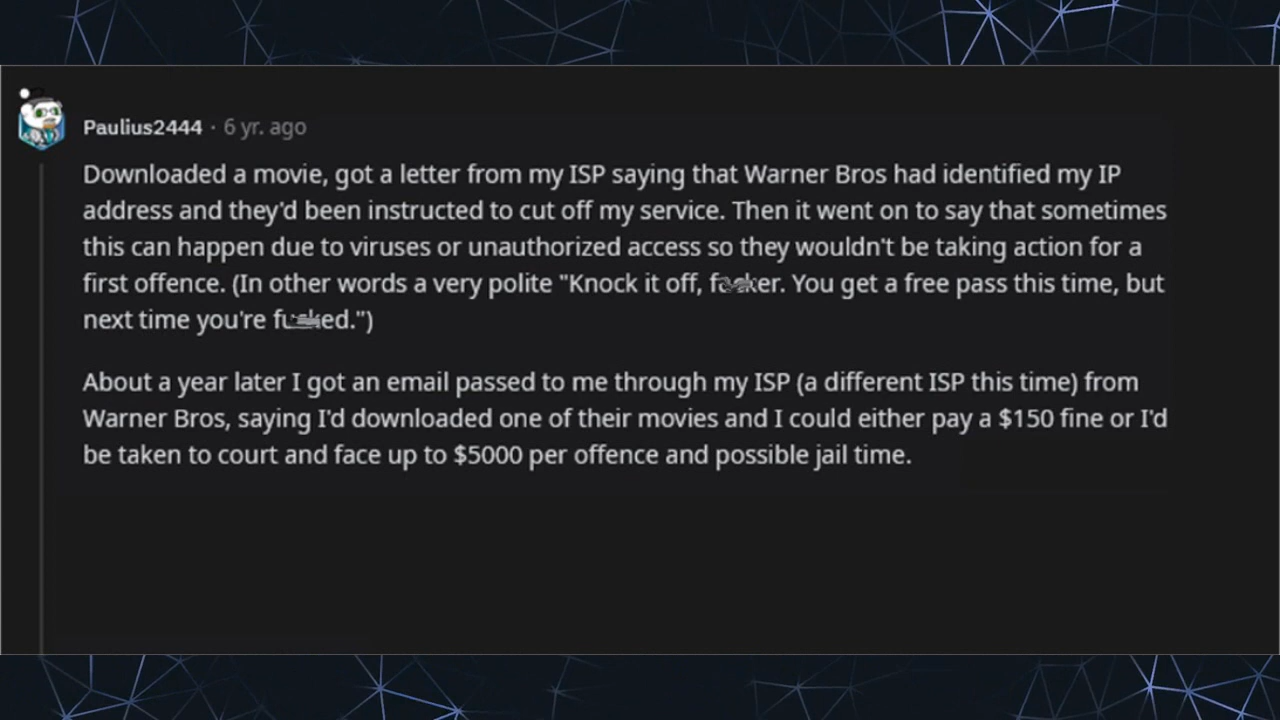 Paulius2444 · 6 yr. ago
Downloaded a movie, got a letter from my ISP saying that Warner Bros had identified my IP
address and they'd been instructed to cut off my service. Then it went on to say that sometimes
this can happen due to viruses or unauthorized access so they wouldn't be taking action for a
first offence. (In other words a very polite "Knock it off, You get a free pass this time, but
next time you're
About a year later I got an email passed to me through my ISP (a different ISP this time) from
Warner Bros, saying I'd downloaded one of their movies and I could either pay a $150 fine or I'd
be taken to court and face up to $5000 per offence and possible jail time.